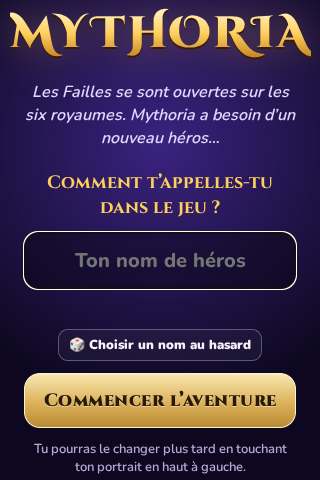 MYTHORIA
Les Failles se sont ouvertes sur les
six royaumes. Mythoria a besoin d’un
nouveau héros…
Comment t’appelles-tu
dans le jeu ?
Ton nom de héros
🎲 Choisir un nom au hasard
Commencer l’aventure
Tu pourras le changer plus tard en touchant
ton portrait en haut à gauche.